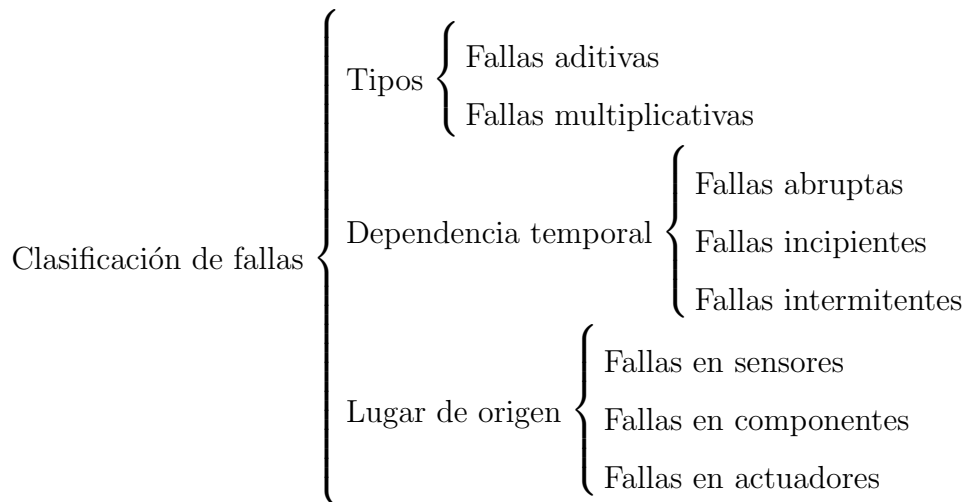 Clasificación de fallas
Tipos
Fallas aditivas
Fallas multiplicativas
Dependencia temporal
Fallas abruptas
Fallas incipientes
Fallas intermitentes
Lugar de origen
Fallas en sensores
Fallas en componentes
Fallas en actuadores